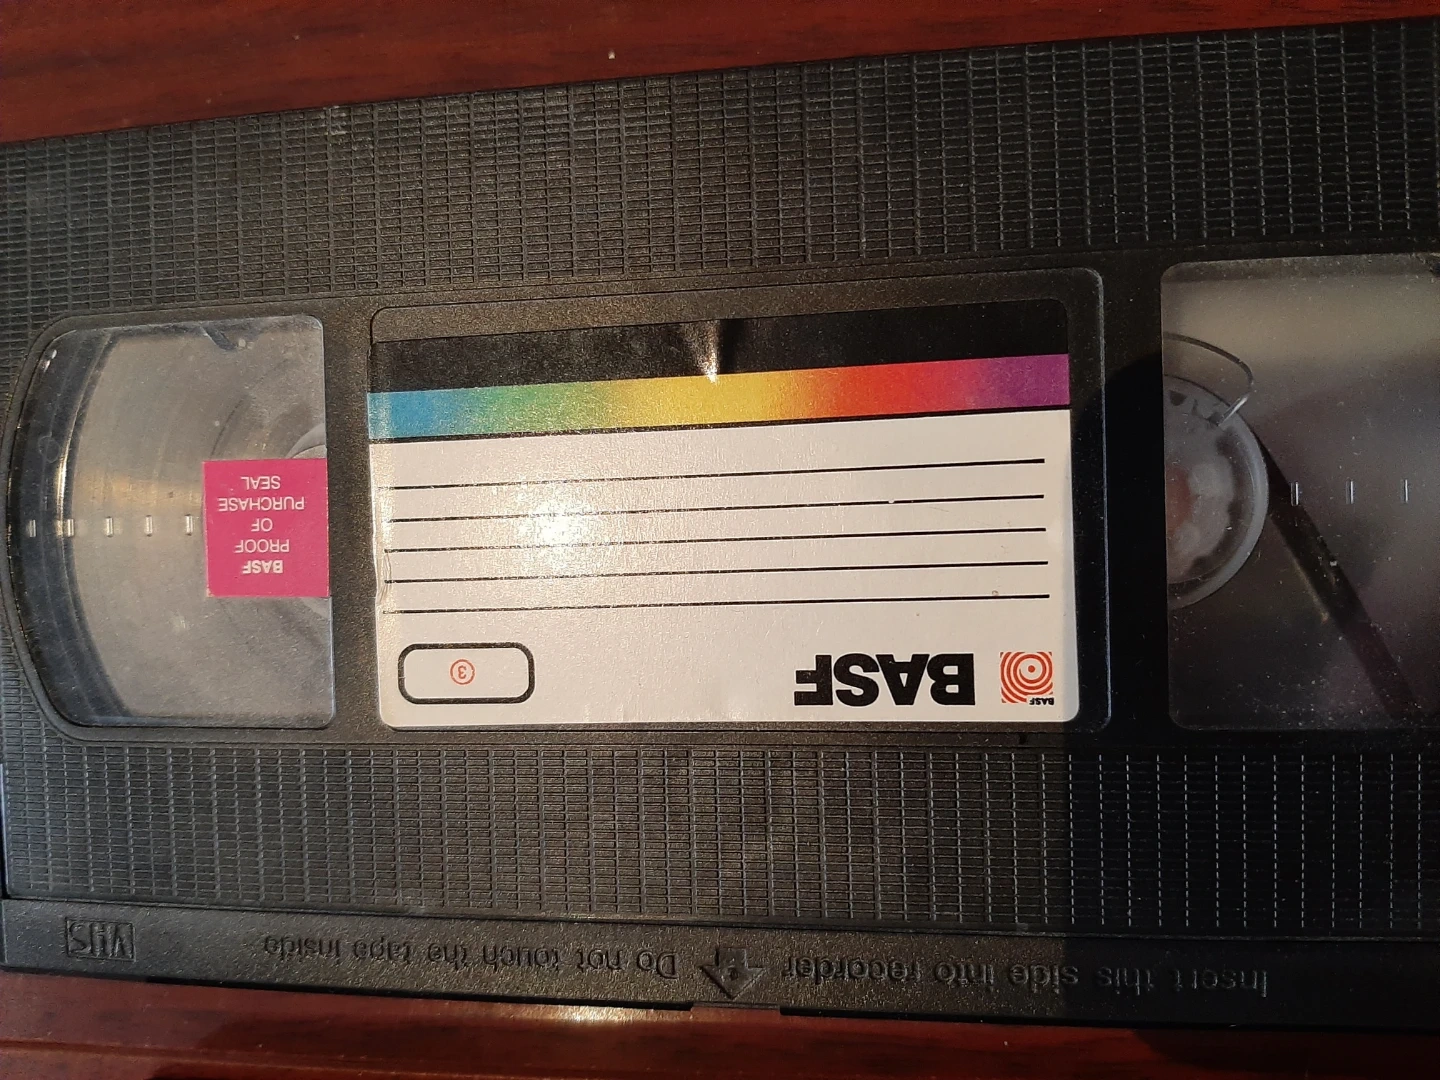 Insert this side into recorder
Do not touch the tape inside
VHS
BASF
BASF
3
BASF
PROOF
OF
PURCHASE
SEAL